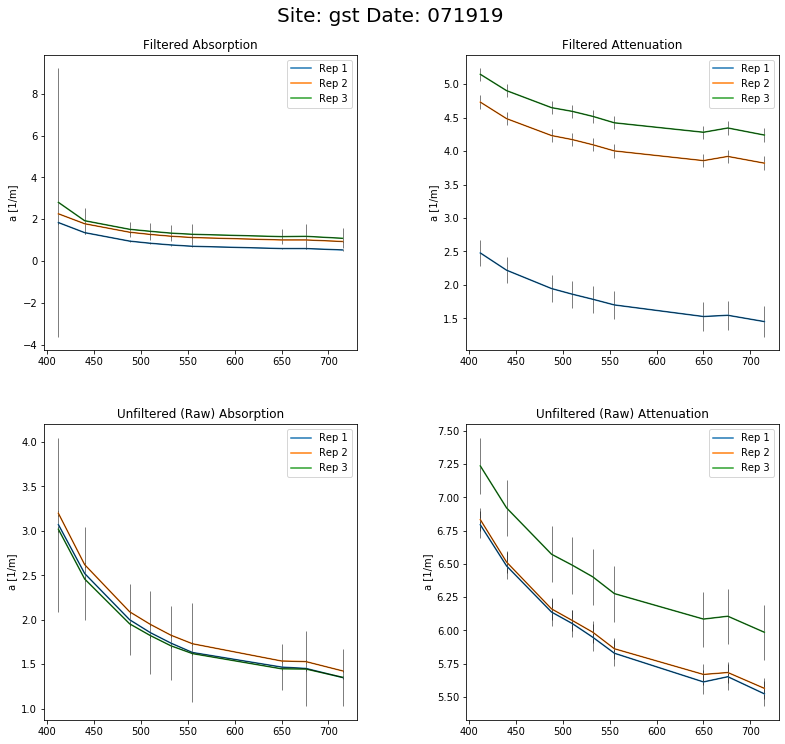 Site: gst Date: 071919
Filtered Absorption
Rep 1
Rep 2
Rep 3
a [1/m]
8
6
4
2
0
−2
−4
400 450 500 550 600 650 700
Filtered Attenuation
Rep 1
Rep 2
Rep 3
a [1/m]
5.0
4.5
4.0
3.5
3.0
2.5
2.0
1.5
400 450 500 550 600 650 700
Unfiltered (Raw) Absorption
Rep 1
Rep 2
Rep 3
a [1/m]
4.0
3.5
3.0
2.5
2.0
1.5
1.0
400 450 500 550 600 650 700
Unfiltered (Raw) Attenuation
Rep 1
Rep 2
Rep 3
a [1/m]
7.50
7.25
7.00
6.75
6.50
6.25
6.00
5.75
5.50
400 450 500 550 600 650 700